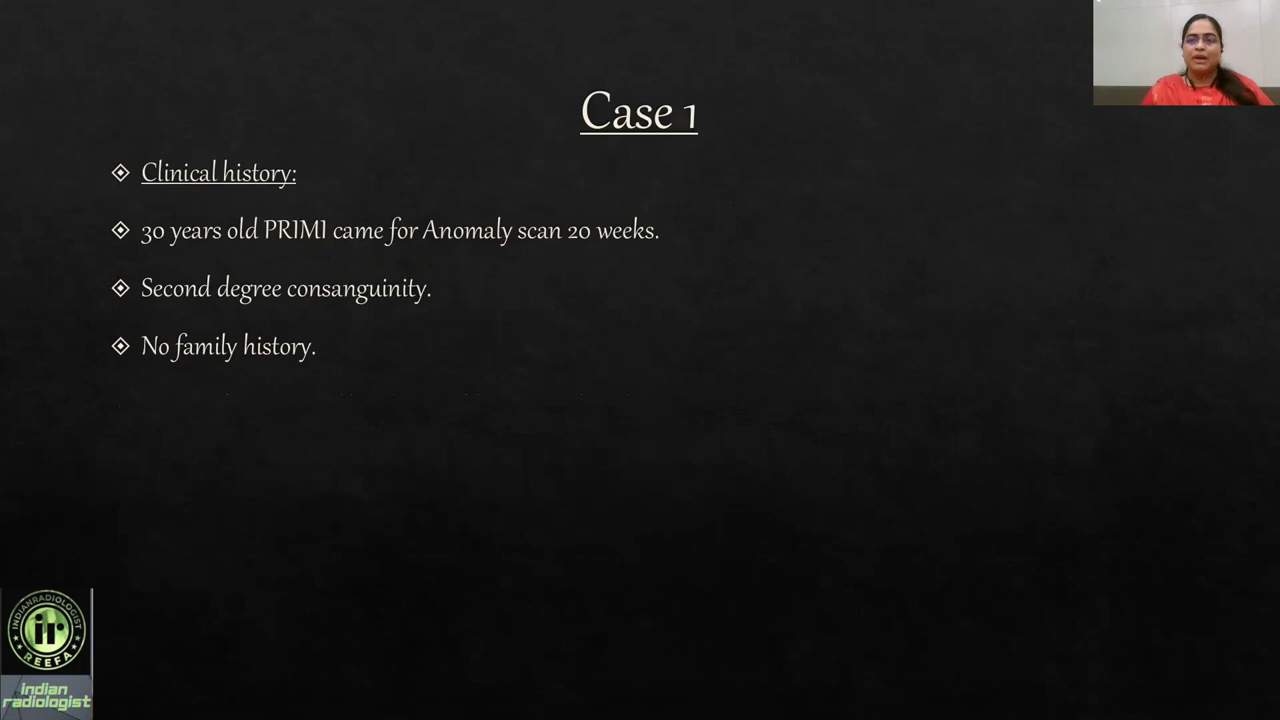 Case 1
Clinical history:
30 years old PRIMI came for Anomaly scan 20 weeks.
Second degree consanguinity.
No family history.
INDIANRADIOLOGIST
ir
REEFA
indian
radiologist